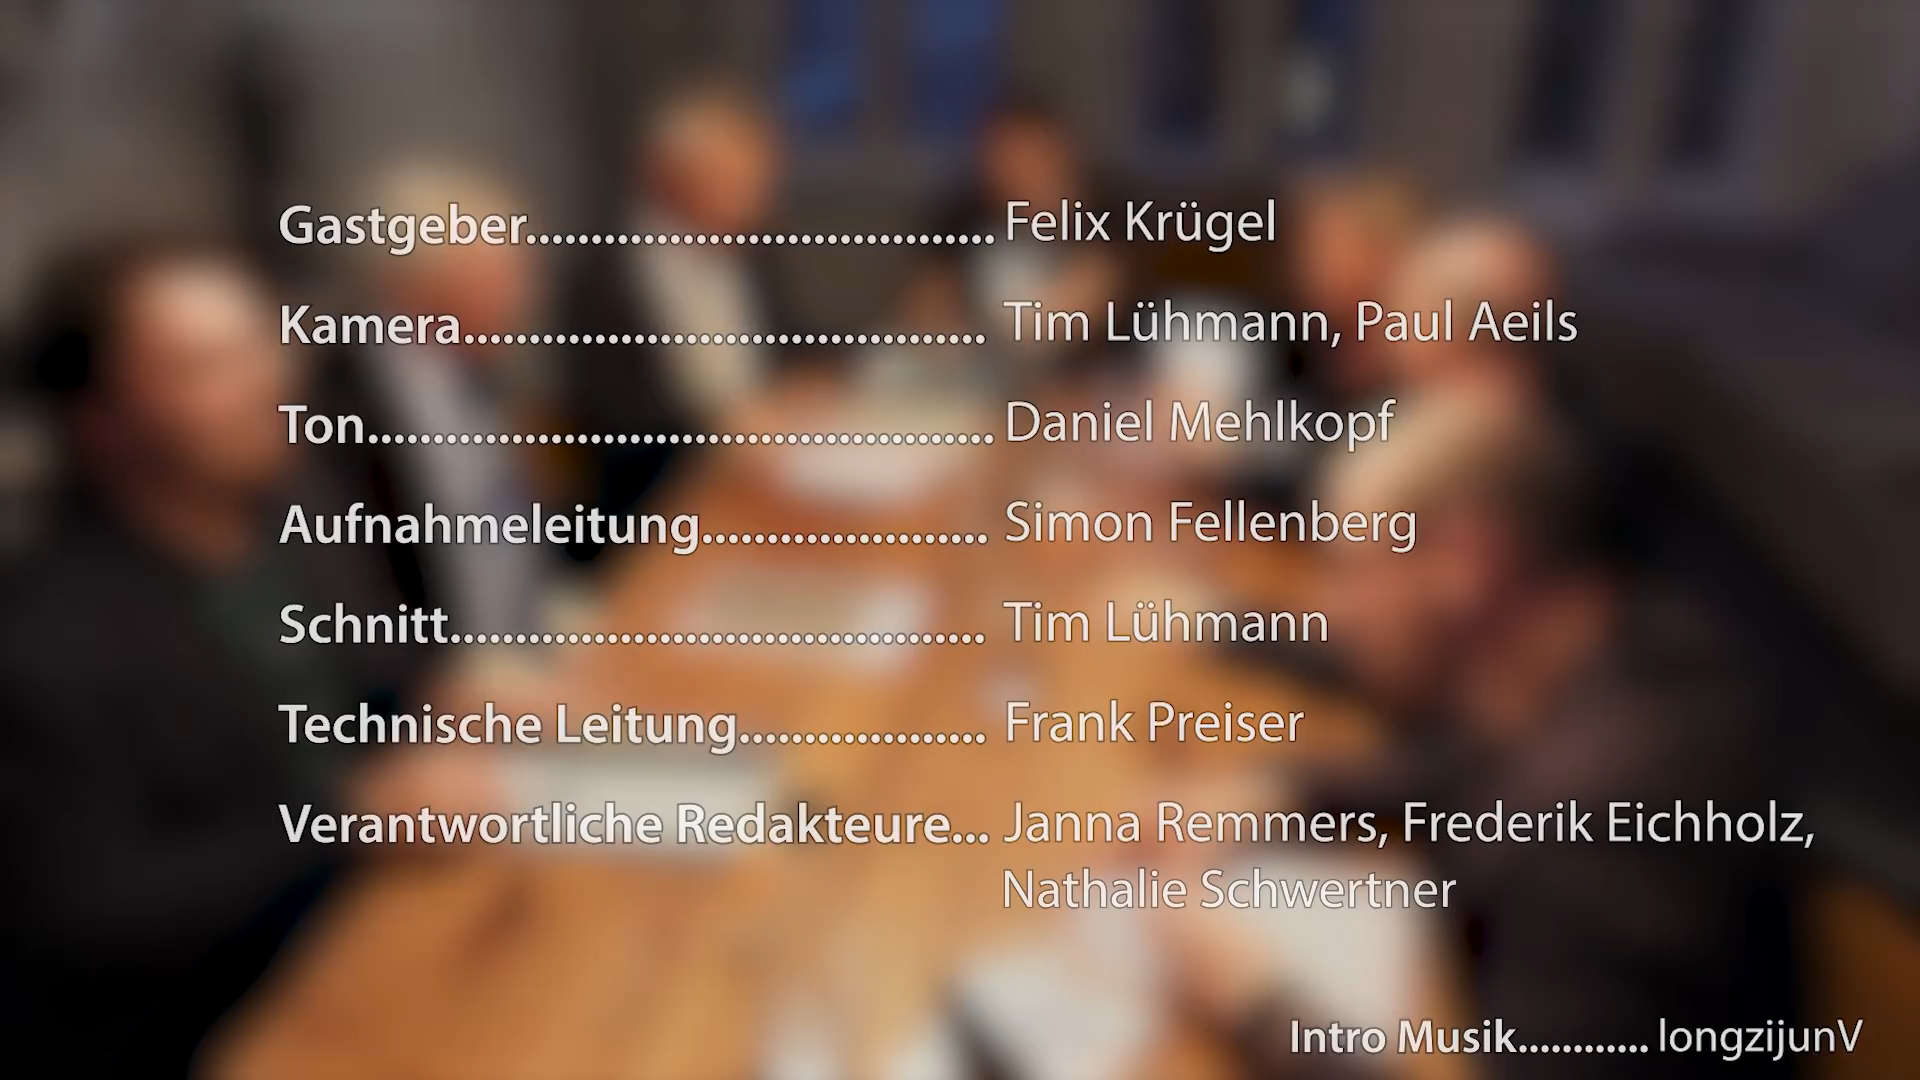 Gastgeber.................................... Felix Krügel
Kamera........................................ Tim Lühmann, Paul Aeils
Ton................................................ Daniel Mehlkopf
Aufnahmeleitung...................... Simon Fellenberg
Schnitt......................................... Tim Lühmann
Technische Leitung................... Frank Preiser
Verantwortliche Redakteure... Janna Remmers, Frederik Eichholz,
Nathalie Schwertner
Intro Musik............ longzijunV